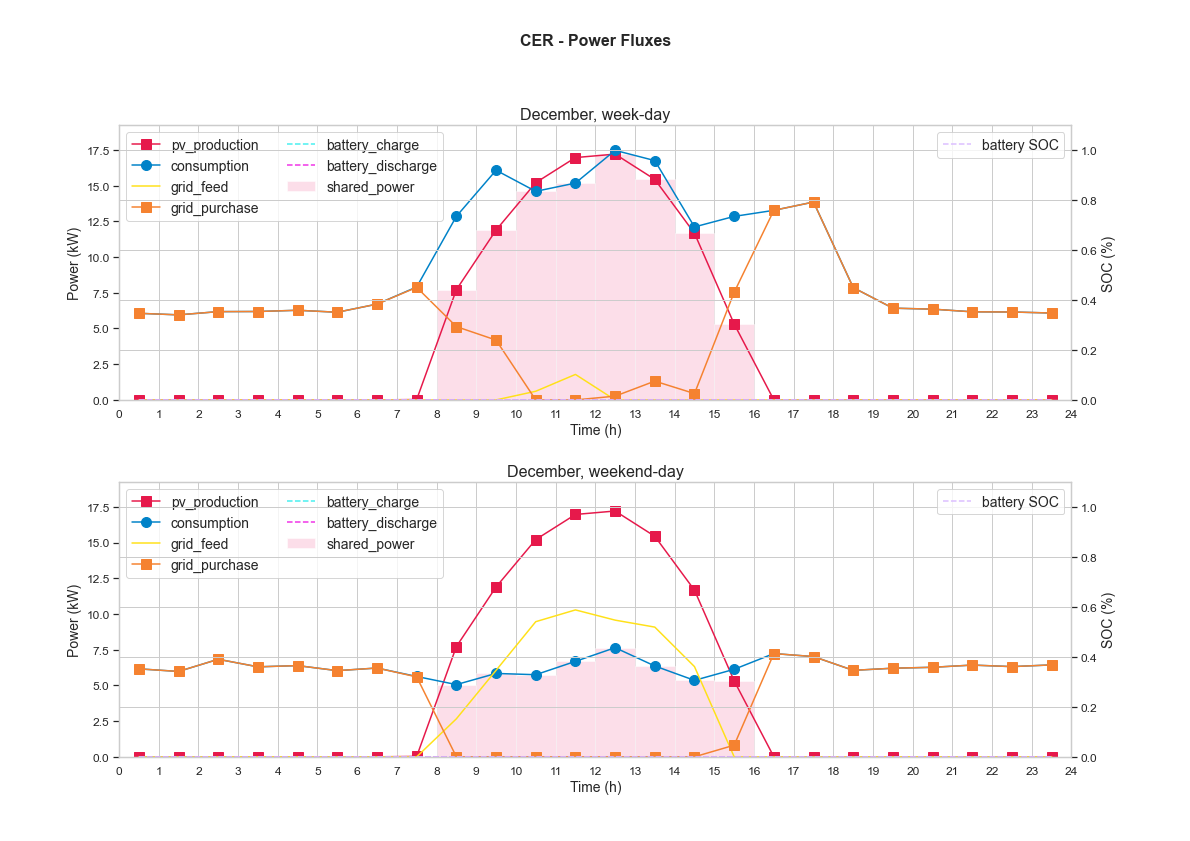 CER - Power Fluxes
December, week-day
pv_production
consumption
grid_feed
grid_purchase
battery_charge
battery_discharge
shared_power
battery SOC
17.5
15.0
12.5
10.0
7.5
5.0
2.5
0.0
Power (kW)
1.0
0.8
0.6
0.4
0.2
0.0
SOC (%)
0 1 2 3 4 5 6 7 8 9 10 11 12 13 14 15 16 17 18 19 20 21 22 23 24
Time (h)
December, weekend-day
pv_production
consumption
grid_feed
grid_purchase
battery_charge
battery_discharge
shared_power
battery SOC
17.5
15.0
12.5
10.0
7.5
5.0
2.5
0.0
Power (kW)
1.0
0.8
0.6
0.4
0.2
0.0
SOC (%)
0 1 2 3 4 5 6 7 8 9 10 11 12 13 14 15 16 17 18 19 20 21 22 23 24
Time (h)